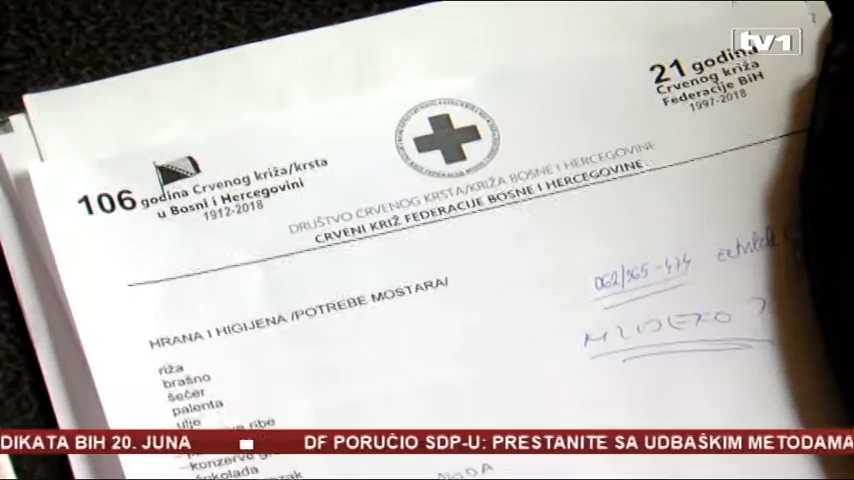 tv1
21 godina
Crvenog križa
Federacije BiH
1997-2018
106 godina Crvenog križa/krsta
u Bosni i Hercegovini
1912-2018
DRUŠTVO CRVENOG KRSTA/KRIŽA BOSNE I HERCEGOVINE
CRVENI KRIŽ FEDERACIJE BOSNE I HERCEGOVINE
062/365-474
HRANA I HIGIJENA /POTREBE MOSTARA/
riža
brašno
šećer
palenta
ulje
ribe
konzerve
čokolada
DIKATA BIH 20. JUNA
DF PORUČIO SDP-U: PRESTANITE SA UDBAŠKIM METODAMA